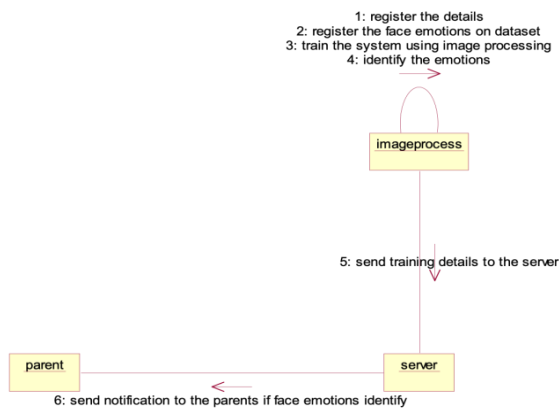 1: register the details
2: register the face emotions on dataset
3: train the system using image processing
4: identify the emotions
imageprocess
5: send training details to the server
parent
server
6: send notification to the parents if face emotions identify